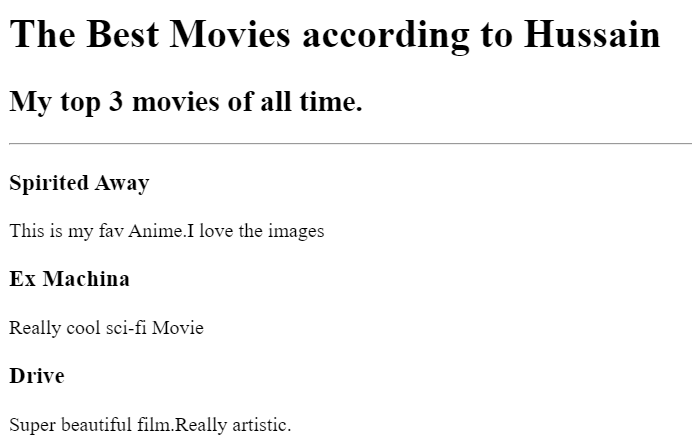 The Best Movies according to Hussain
My top 3 movies of all time.
Spirited Away
This is my fav Anime.I love the images
Ex Machina
Really cool sci-fi Movie
Drive
Super beautiful film.Really artistic.